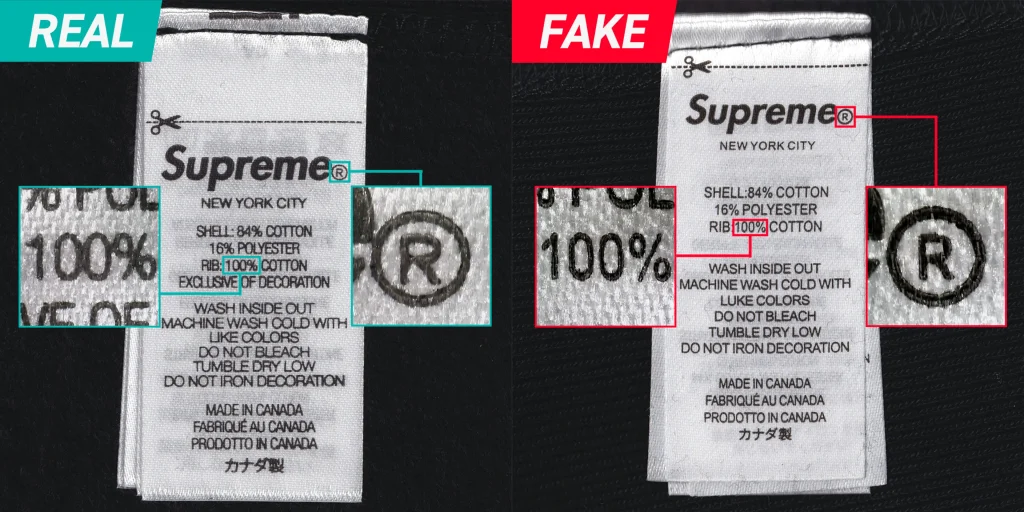 REAL
Supreme®
NEW YORK CITY
SHELL: 84% COTTON
16% POLYESTER
RIB: 100% COTTON
EXCLUSIVE OF DECORATION
WASH INSIDE OUT
MACHINE WASH COLD WITH
LIKE COLORS
DO NOT BLEACH
TUMBLE DRY LOW
DO NOT IRON DECORATION
MADE IN CANADA
FABRIQUÉ AU CANADA
PRODOTTO IN CANADA
カナダ製
% POL
100%
VE OF
®
FAKE
Supreme®
NEW YORK CITY
SHELL:84% COTTON
16% POLYESTER
RIB:100% COTTON
WASH INSIDE OUT
MACHINE WASH COLD WITH
LUKE COLORS
DO NOT BLEACH
TUMBLE DRY LOW
DO NOT IRON DECORATION
MADE IN CANADA
FABRIQUÉ AU CANADA
PRODOTTO IN CANADA
カナダ製
100%
®